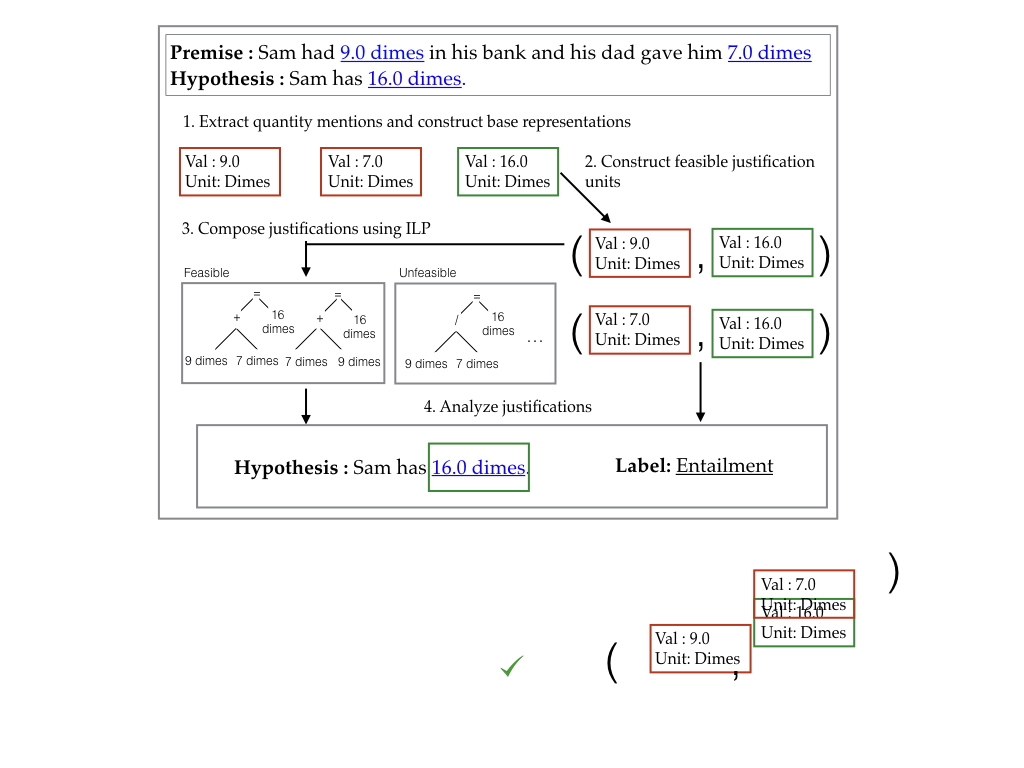 Premise : Sam had 9.0 dimes in his bank and his dad gave him 7.0 dimes
Hypothesis : Sam has 16.0 dimes.
1. Extract quantity mentions and construct base representations
Val : 9.0
Unit: Dimes
Val : 7.0
Unit: Dimes
Val : 16.0
Unit: Dimes
2. Construct feasible justification
units
3. Compose justifications using ILP
(
Val : 9.0
Unit: Dimes
,
Val : 16.0
Unit: Dimes
)
Feasible
=
+
16
dimes
9 dimes
7 dimes
=
+
16
dimes
7 dimes
9 dimes
Unfeasible
=
/
16
dimes
9 dimes
7 dimes
...
(
Val : 7.0
Unit: Dimes
,
Val : 16.0
Unit: Dimes
)
4. Analyze justifications
Hypothesis : Sam has 16.0 dimes.
Label: Entailment
)
Val : 7.0
Unit: Dimes
Val : 16.0
Unit: Dimes
(
Val : 9.0
Unit: Dimes
,